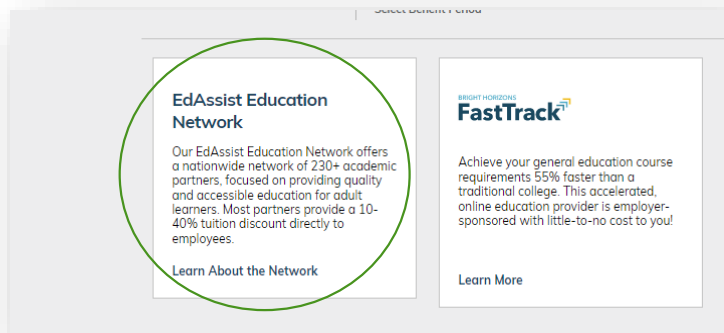 Select Benefit Period
EdAssist Education
Network
Our EdAssist Education Network offers
a nationwide network of 230+ academic
partners, focused on providing quality
and accessible education for adult
learners. Most partners provide a 10-
40% tuition discount directly to
employees.
Learn About the Network
BRIGHT HORIZONS
FastTrack
Achieve your general education course
requirements 55% faster than a
traditional college. This accelerated,
online education provider is employer-
sponsored with little-to-no cost to you!
Learn More